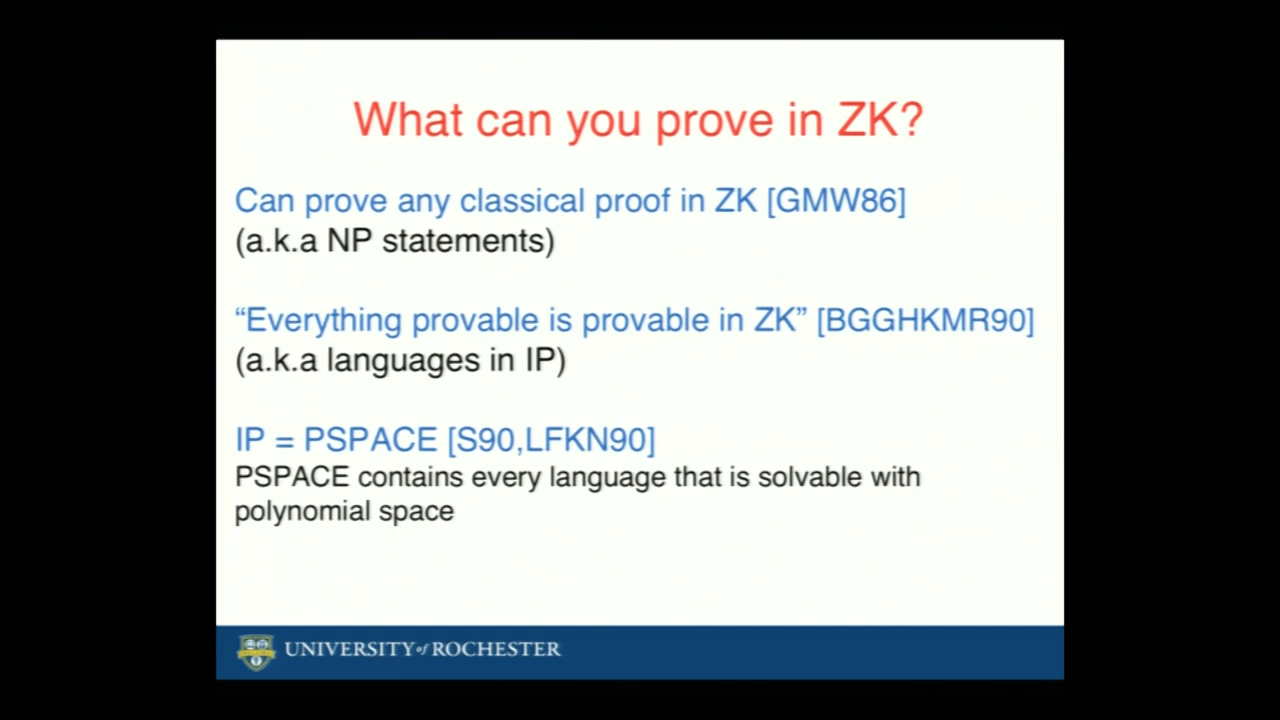 What can you prove in ZK?
Can prove any classical proof in ZK [GMW86]
(a.k.a NP statements)
“Everything provable is provable in ZK” [BGGHKMR90]
(a.k.a languages in IP)
IP = PSPACE [S90,LFKN90]
PSPACE contains every language that is solvable with
polynomial space
UNIVERSITY of ROCHESTER